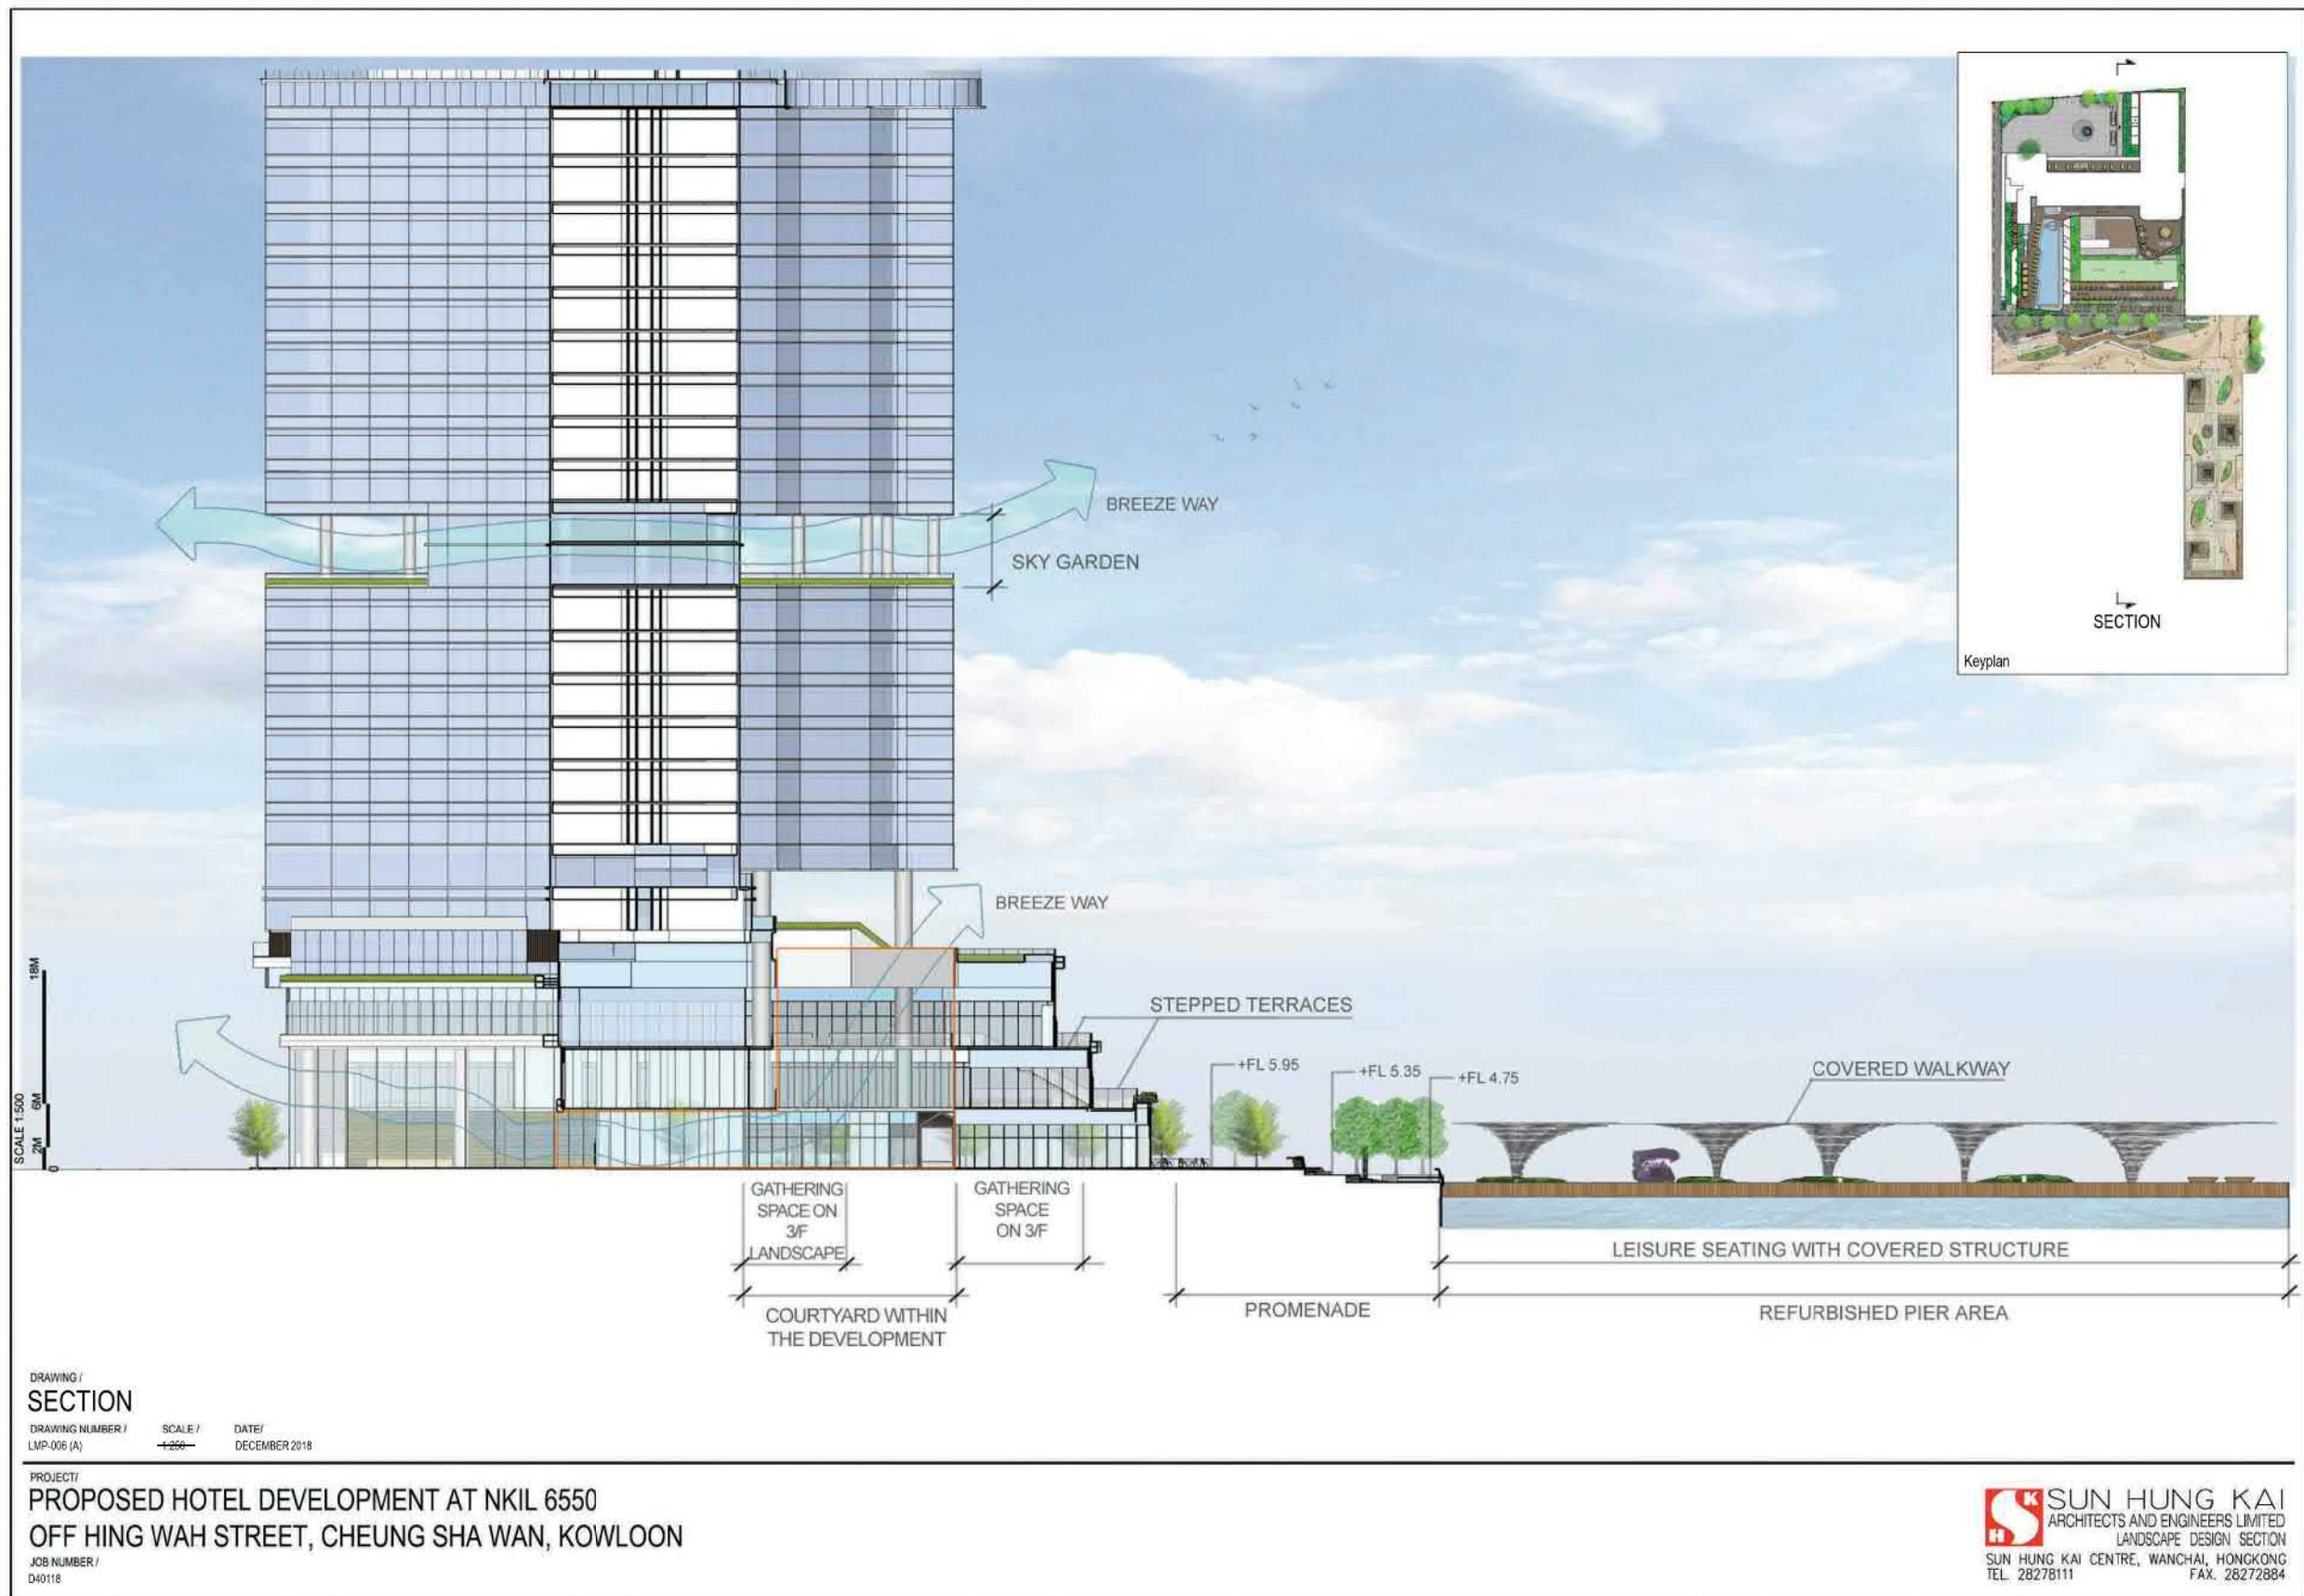 SECTION
Keyplan
BREEZE WAY
SKY GARDEN
BREEZE WAY
STEPPED TERRACES
+FL 5.95
+FL 5.35
+FL 4.75
COVERED WALKWAY
SCALE 1:500
0
2M
6M
18M
GATHERING
SPACE ON
3/F
LANDSCAPE
GATHERING
SPACE
ON 3/F
LEISURE SEATING WITH COVERED STRUCTURE
COURTYARD WITHIN
THE DEVELOPMENT
PROMENADE
REFURBISHED PIER AREA
DRAWING /
SECTION
DRAWING NUMBER / SCALE / DATE/
LMP-006 (A) 1:250 DECEMBER 2018
PROJECT/
PROPOSED HOTEL DEVELOPMENT AT NKIL 6550
OFF HING WAH STREET, CHEUNG SHA WAN, KOWLOON
JOB NUMBER /
D40118
S K H
SUN HUNG KAI
ARCHITECTS AND ENGINEERS LIMITED
LANDSCAPE DESIGN SECTION
SUN HUNG KAI CENTRE, WANCHAI, HONGKONG
TEL. 28278111 FAX. 28272884